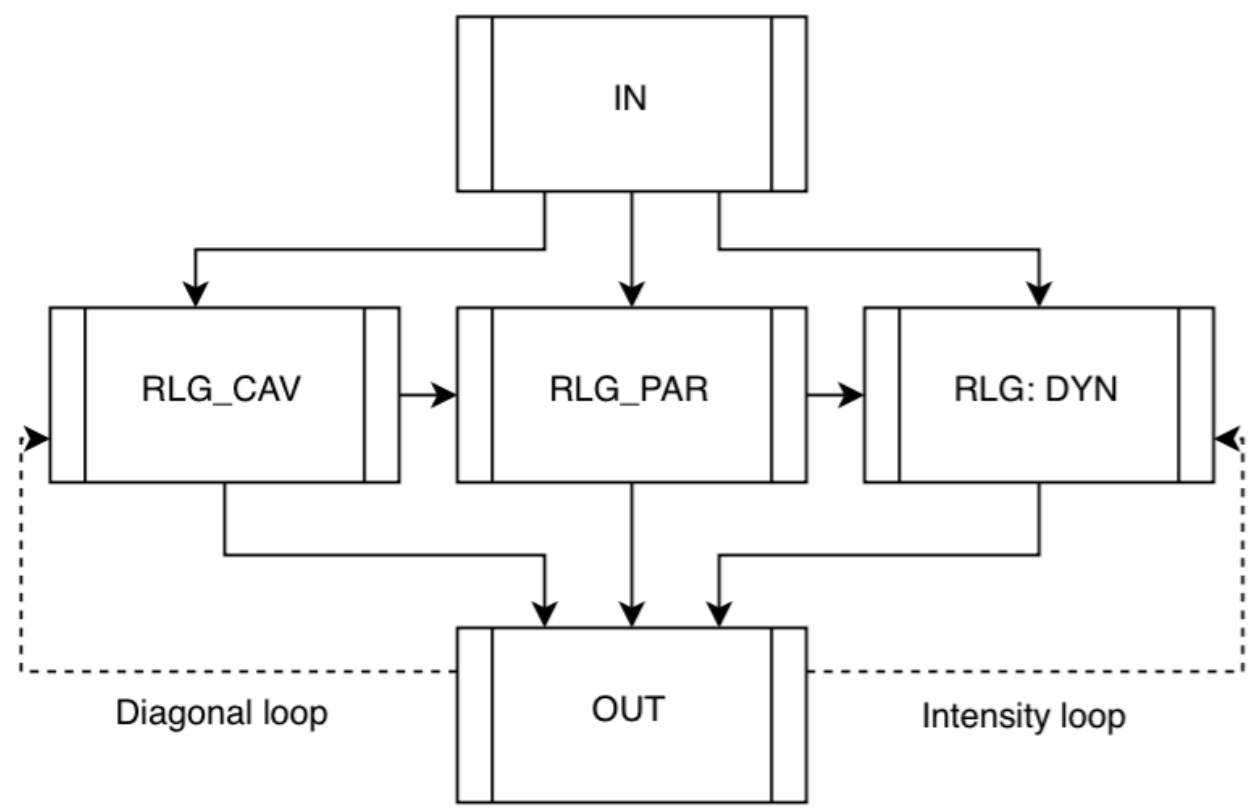 IN
RLG_CAV
RLG_PAR
RLG: DYN
Diagonal loop
OUT
Intensity loop